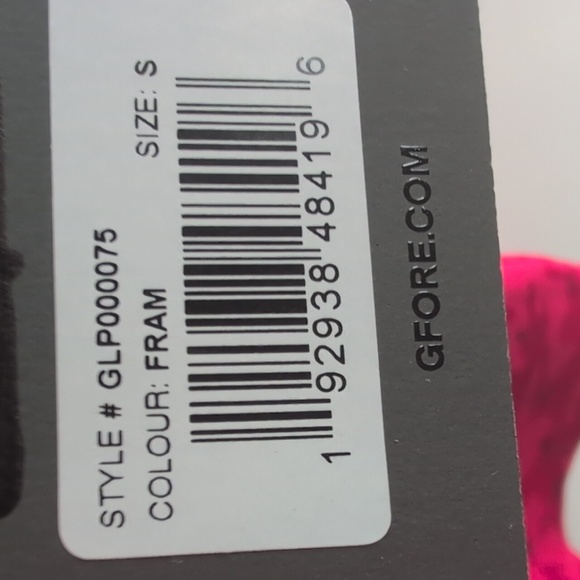 STYLE # GLP000075
COLOUR: FRAM SIZE: S
1 92938 48419 6
GFORE.COM